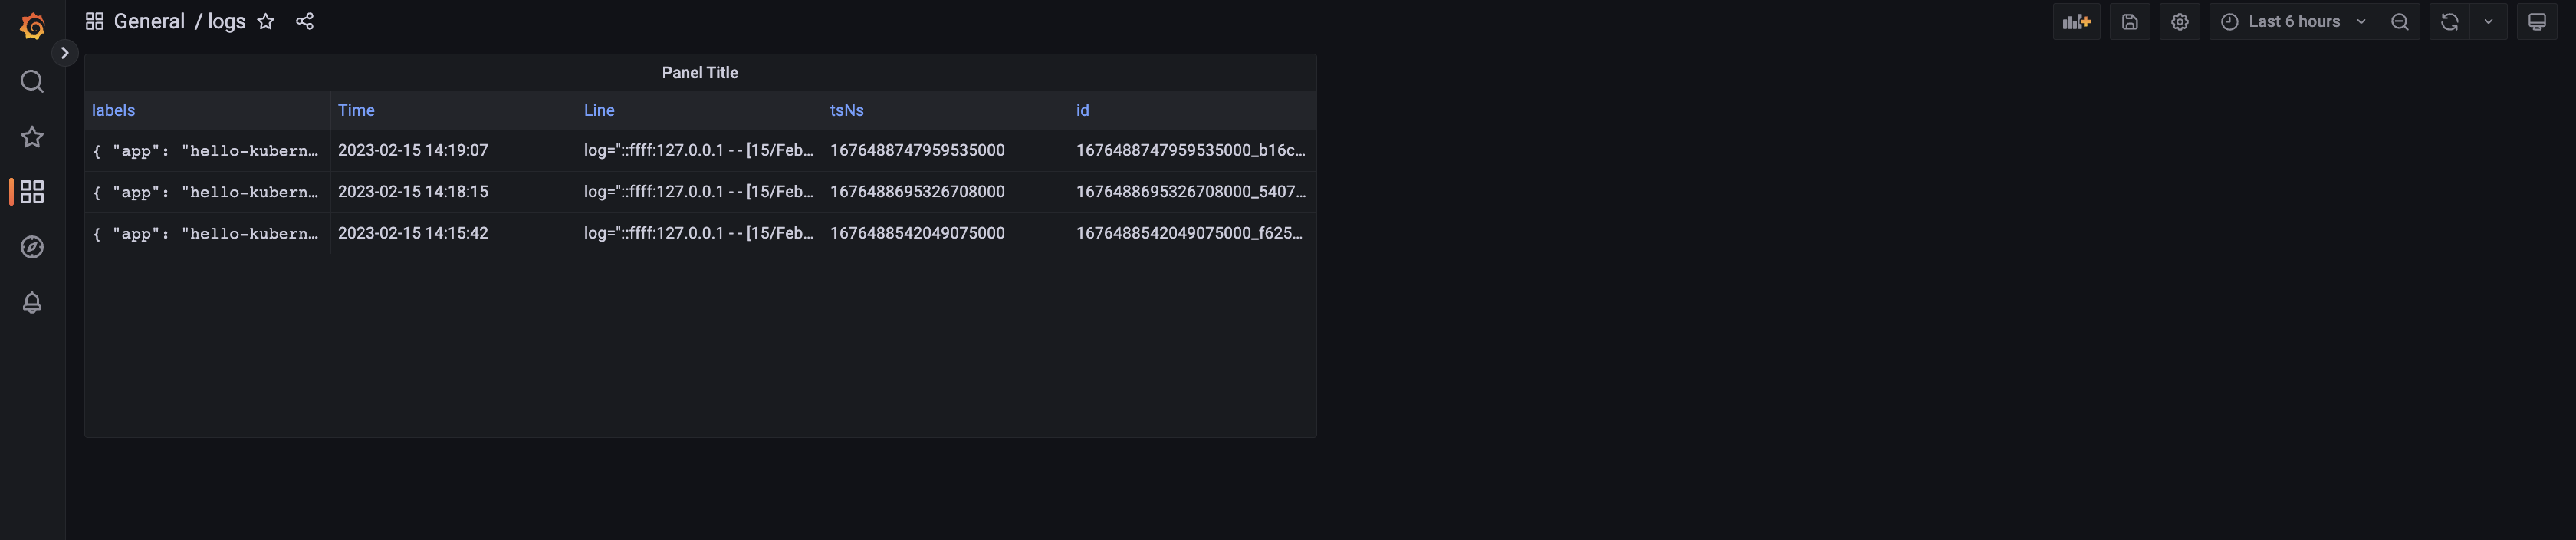 General / logs
Last 6 hours
Panel Title
labels Time Line tsNs id
{ "app": "hello-kubern… 2023-02-15 14:19:07 log="::ffff:127.0.0.1 - - [15/Feb… 1676488747959535000 1676488747959535000_b16c…
{ "app": "hello-kubern… 2023-02-15 14:18:15 log="::ffff:127.0.0.1 - - [15/Feb… 1676488695326708000 1676488695326708000_5407…
{ "app": "hello-kubern… 2023-02-15 14:15:42 log="::ffff:127.0.0.1 - - [15/Feb… 1676488542049075000 1676488542049075000_f625…